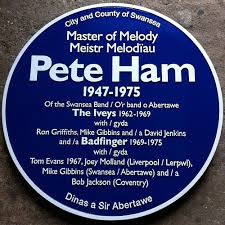 City and County of Swansea
Master of Melody
Meistr Melodïau
Pete Ham
1947-1975
Of the Swansea Band / O'r band o Abertawe
The Iveys 1962-1969
with / gyda
Ron Griffiths, Mike Gibbins and / a David Jenkins
and / a Badfinger 1969-1975
with / gyda
Tom Evans 1967, Joey Molland (Liverpool / Lerpwl),
Mike Gibbins (Swansea / Abertawe) and / a
Bob Jackson (Coventry)
Dinas a Sir Abertawe